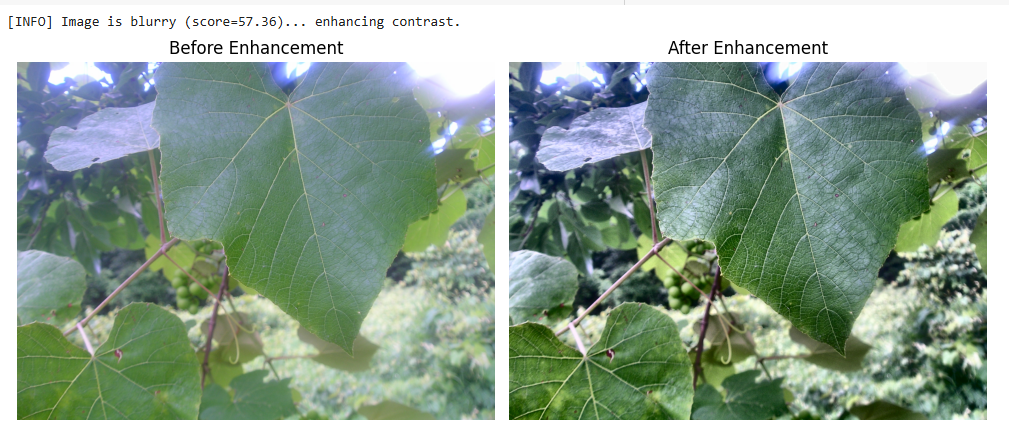 [INFO] Image is blurry (score=57.36)... enhancing contrast.
Before Enhancement
After Enhancement